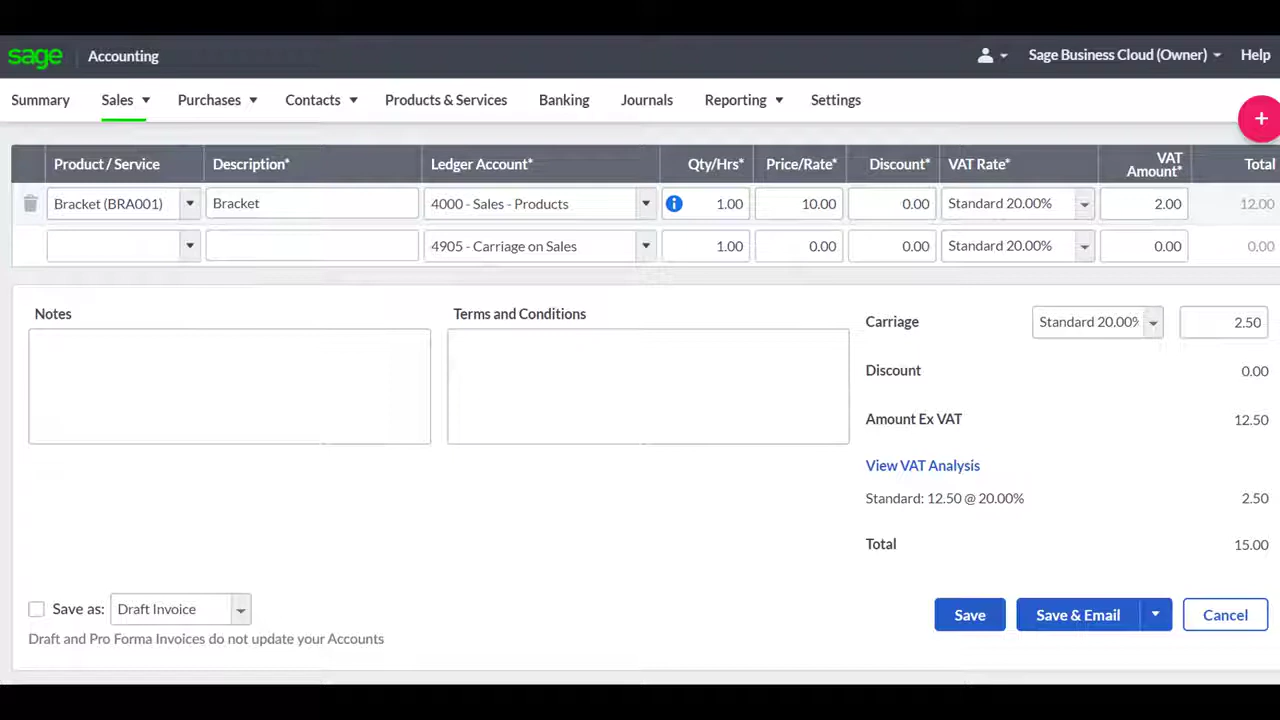 sage Accounting Sage Business Cloud (Owner) Help
Summary Sales Purchases Contacts Products & Services Banking Journals Reporting Settings
+
Product / Service Description* Ledger Account* Qty/Hrs* Price/Rate* Discount* VAT Rate* VAT Amount* Total
Bracket (BRA001) Bracket 4000 - Sales - Products i 1.00 10.00 0.00 Standard 20.00% 2.00 12.00
4905 - Carriage on Sales 1.00 0.00 0.00 Standard 20.00% 0.00 0.00
Notes Terms and Conditions
Carriage Standard 20.00% 2.50
Discount 0.00
Amount Ex VAT 12.50
View VAT Analysis
Standard: 12.50 @ 20.00% 2.50
Total 15.00
Save as: Draft Invoice Save Save & Email Cancel
Draft and Pro Forma Invoices do not update your Accounts